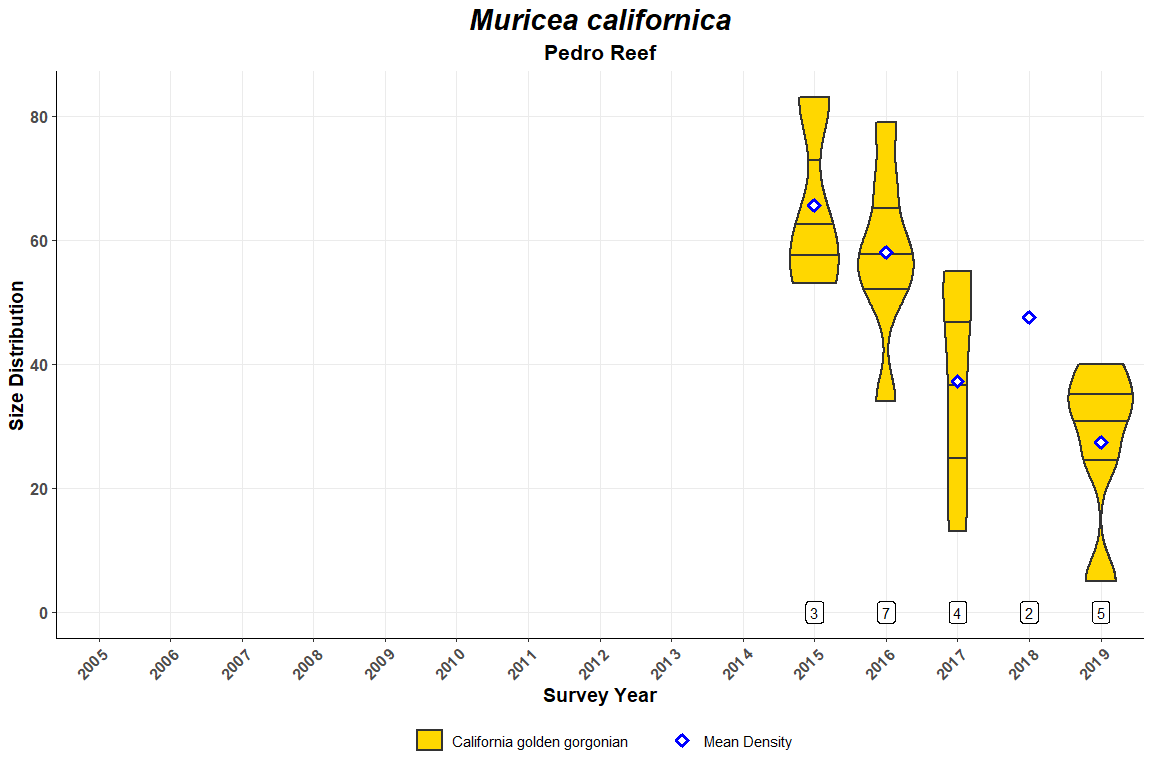 Muricea californica
Pedro Reef
Size Distribution
80
60
40
20
0
3 7 4 2 5
2005 2006 2007 2008 2009 2010 2011 2012 2013 2014 2015 2016 2017 2018 2019
Survey Year
California golden gorgonian Mean Density